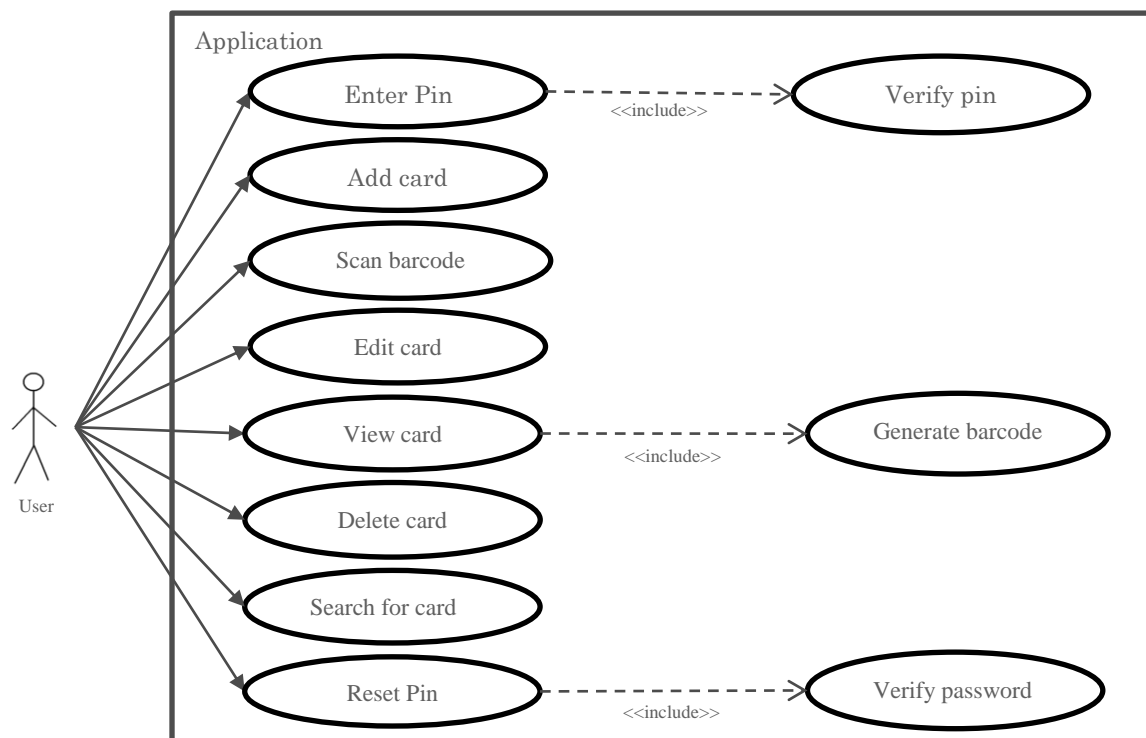 Application
Enter Pin
<<include>>
Verify pin
Add card
Scan barcode
Edit card
View card
<<include>>
Generate barcode
Delete card
User
Search for card
Reset Pin
<<include>>
Verify password